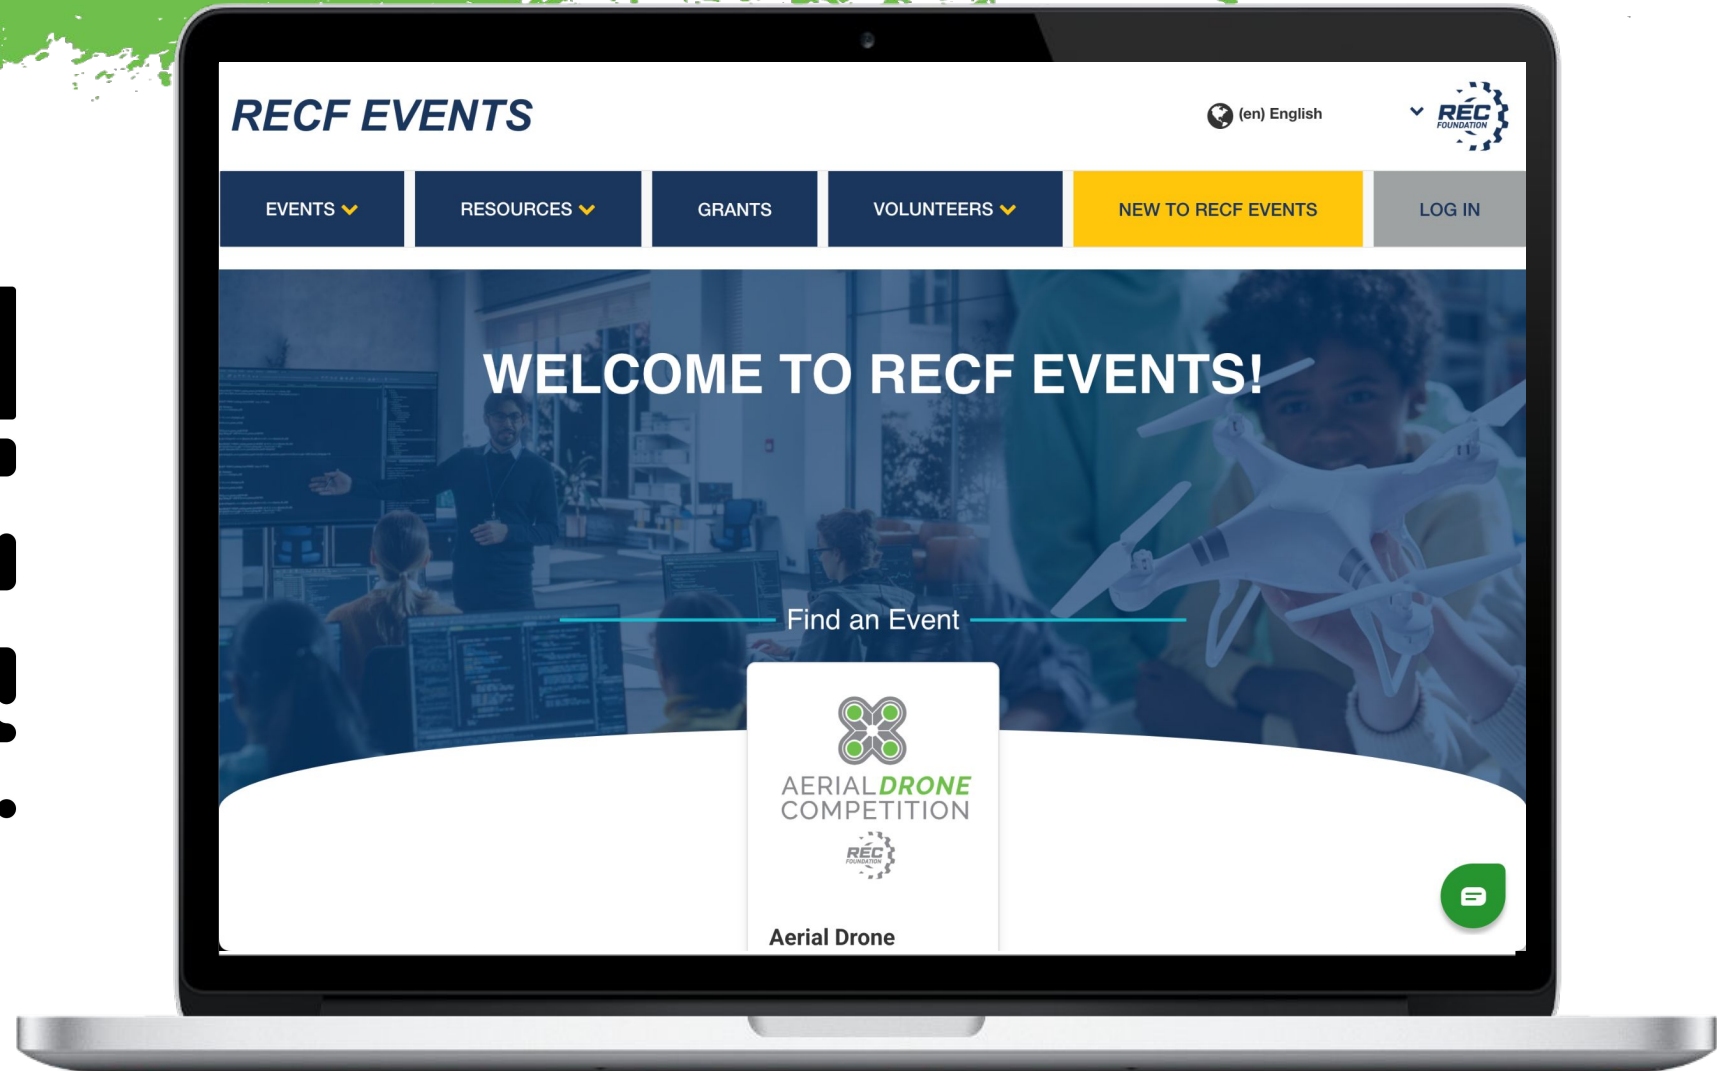 RECF EVENTS
(en) English
REC
FOUNDATION
EVENTS
RESOURCES
GRANTS
VOLUNTEERS
NEW TO RECF EVENTS
LOG IN
WELCOME TO RECF EVENTS!
Find an Event
AERIALDRONE
COMPETITION
REC
FOUNDATION
Aerial Drone